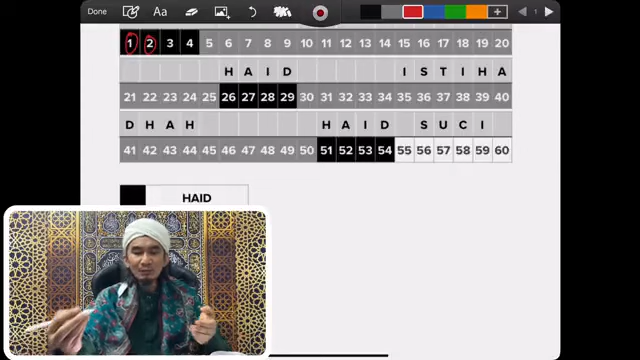 Done Aa 1
1 2 3 4 5 6 7 8 9 10 11 12 13 14 15 16 17 18 19 20
H A I D I S T I H A
21 22 23 24 25 26 27 28 29 30 31 32 33 34 35 36 37 38 39 40
D H A H H A I D S U C I
41 42 43 44 45 46 47 48 49 50 51 52 53 54 55 56 57 58 59 60
HAID